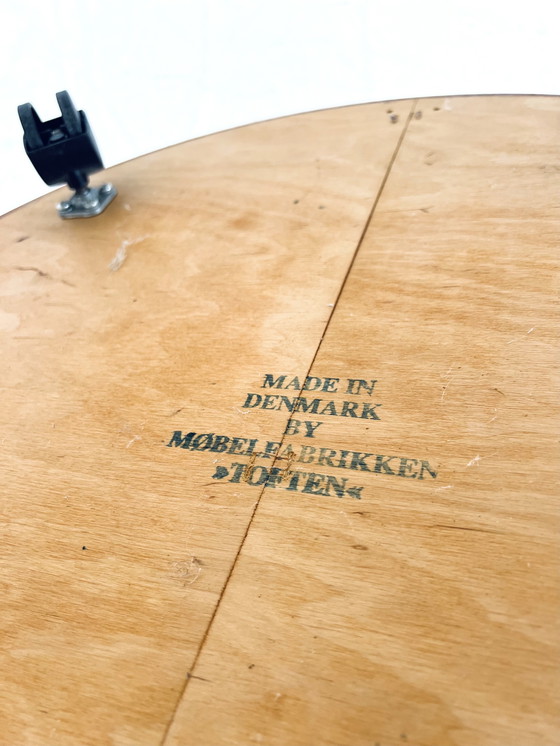 MADE IN
DENMARK
BY
MØBELFABRIKKEN
»TOFTEN«